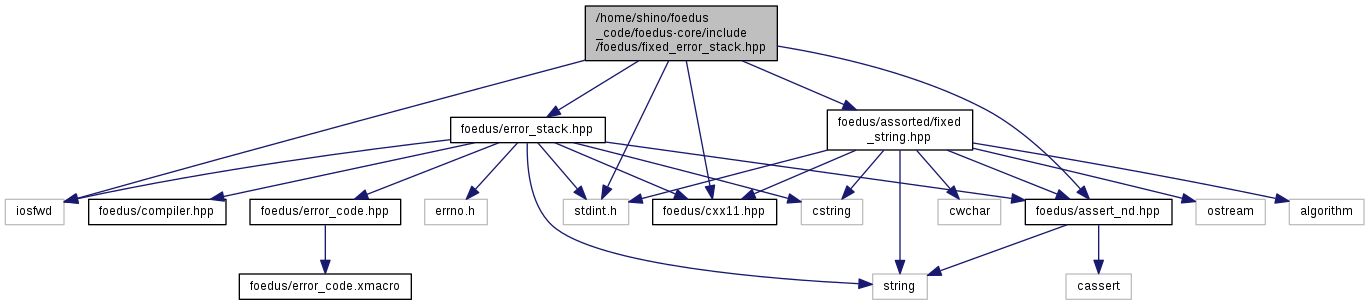 /home/shino/foedus
_code/foedus-core/include
/foedus/fixed_error_stack.hpp
foedus/error_stack.hpp
foedus/assorted/fixed
_string.hpp
iosfwd
foedus/compiler.hpp
foedus/error_code.hpp
errno.h
stdint.h
foedus/cxx11.hpp
cstring
cwchar
foedus/assert_nd.hpp
ostream
algorithm
foedus/error_code.xmacro
string
cassert